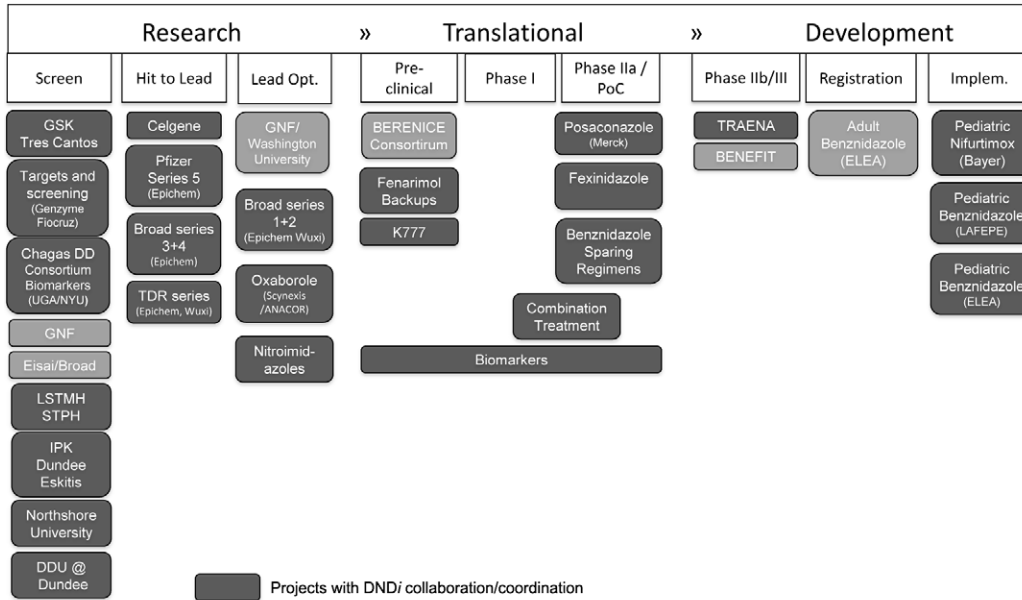 Research » Translational » Development
Screen
Hit to Lead
Lead Opt.
Pre-
clinical
Phase I
Phase IIa /
PoC
Phase IIb/III
Registration
Implem.
GSK
Tres Cantos
Targets and
screening
(Genzyme
Fiocruz)
Chagas DD
Consortium
Biomarkers
(UGA/NYU)
GNF
Eisai/Broad
LSTMH
STPH
IPK
Dundee
Eskitis
Northshore
University
DDU @
Dundee
Celgene
Pfizer
Series 5
(Epichem)
Broad series
3+4
(Epichem)
TDR series
(Epichem, Wuxi)
GNF/
Washington
University
Broad series
1+2
(Epichem Wuxi)
Oxaborole
(Scynexis
/ANACOR)
Nitroimid-
azoles
BERENICE
Consortirum
Fenarimol
Backups
K777
Posaconazole
(Merck)
Fexinidazole
Benznidazole
Sparing
Regimens
Combination
Treatment
Biomarkers
TRAENA
BENEFIT
Adult
Benznidazole
(ELEA)
Pediatric
Nifurtimox
(Bayer)
Pediatric
Benznidazole
(LAFEPE)
Pediatric
Benznidazole
(ELEA)
Projects with DNDi collaboration/coordination